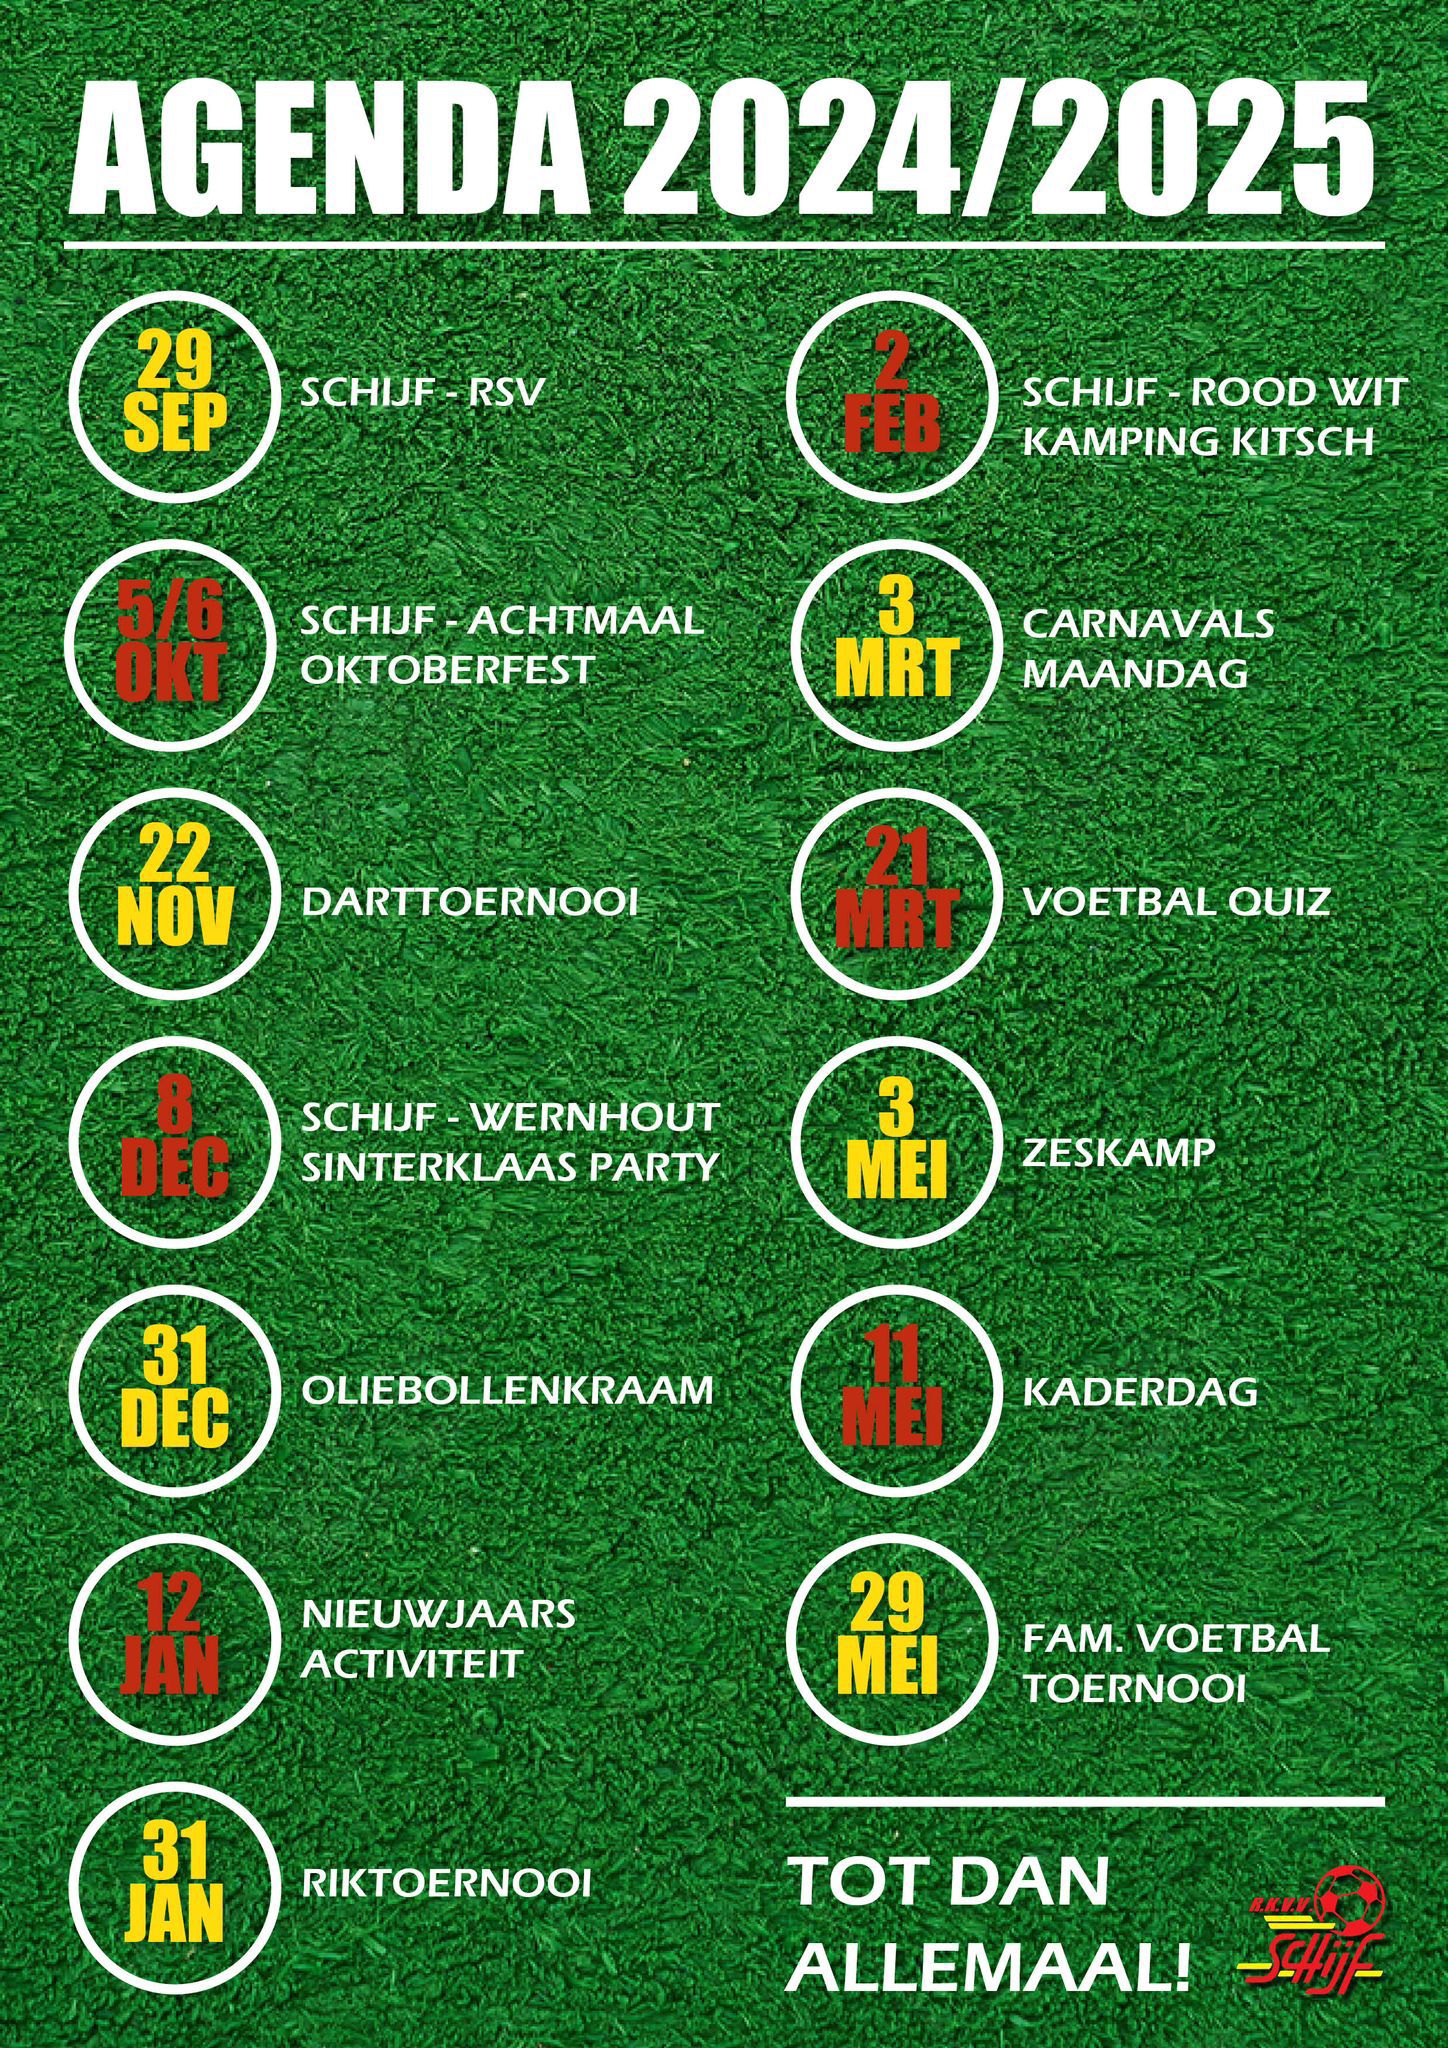 AGENDA 2024/2025
29
SEP
SCHIJF - RSV
5/6
OKT
SCHIJF - ACHTMAAL
OKTOBERFEST
22
NOV
DARTTOERNOOI
8
DEC
SCHIJF - WERNHOUT
SINTERKLAAS PARTY
31
DEC
OLIEBOLLENKRAAM
12
JAN
NIEUWJAARS
ACTIVITEIT
31
JAN
RIKTOERNOOI
2
FEB
SCHIJF - ROOD WIT
KAMPING KITSCH
3
MRT
CARNAVALS
MAANDAG
21
MRT
VOETBAL QUIZ
3
MEI
ZESKAMP
11
MEI
KADERDAG
29
MEI
FAM. VOETBAL
TOERNOOI
TOT DAN
ALLEMAAL!
R.K.V.V
SCHIJF